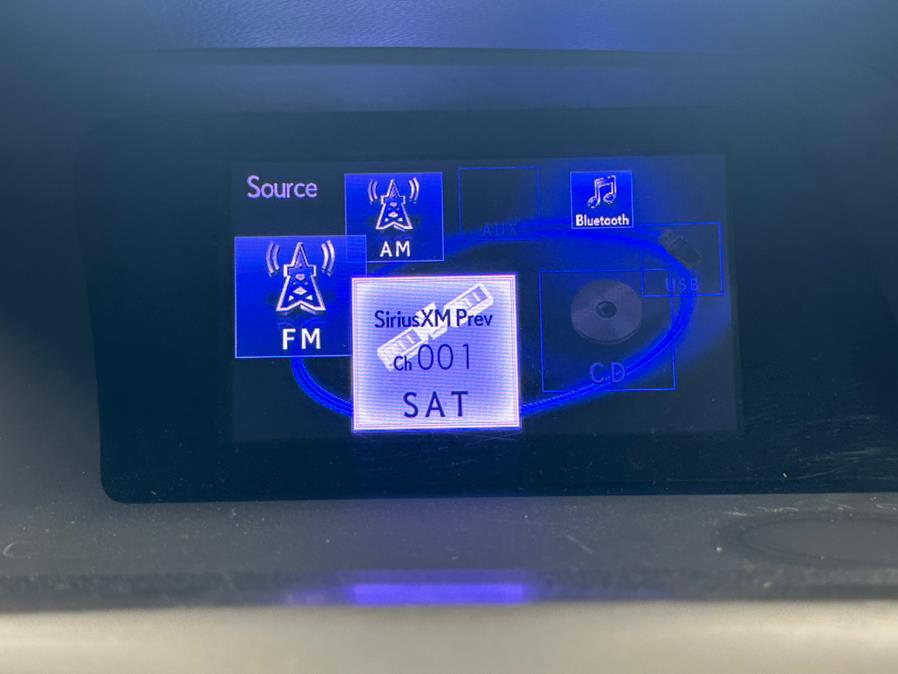 Source
AM
AUX
Bluetooth
FM
USB
SiriusXM Prev
Ch 001
SAT
CD